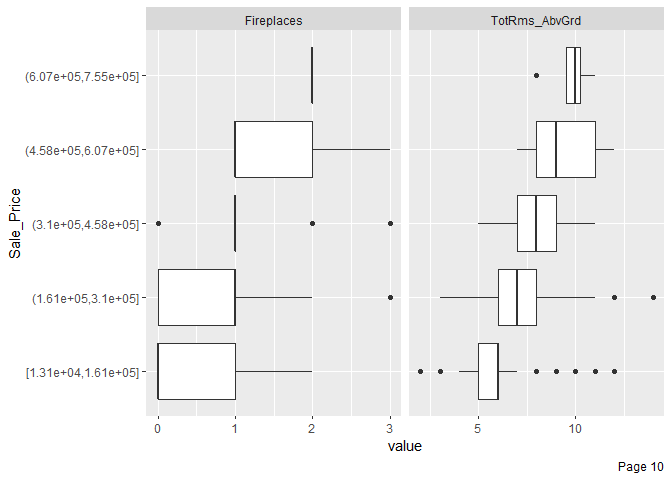 Fireplaces
TotRms_AbvGrd
Sale_Price
(6.07e+05,7.55e+05]
(4.58e+05,6.07e+05]
(3.1e+05,4.58e+05]
(1.61e+05,3.1e+05]
[1.31e+04,1.61e+05]
0 1 2 3
5 10
value
Page 10